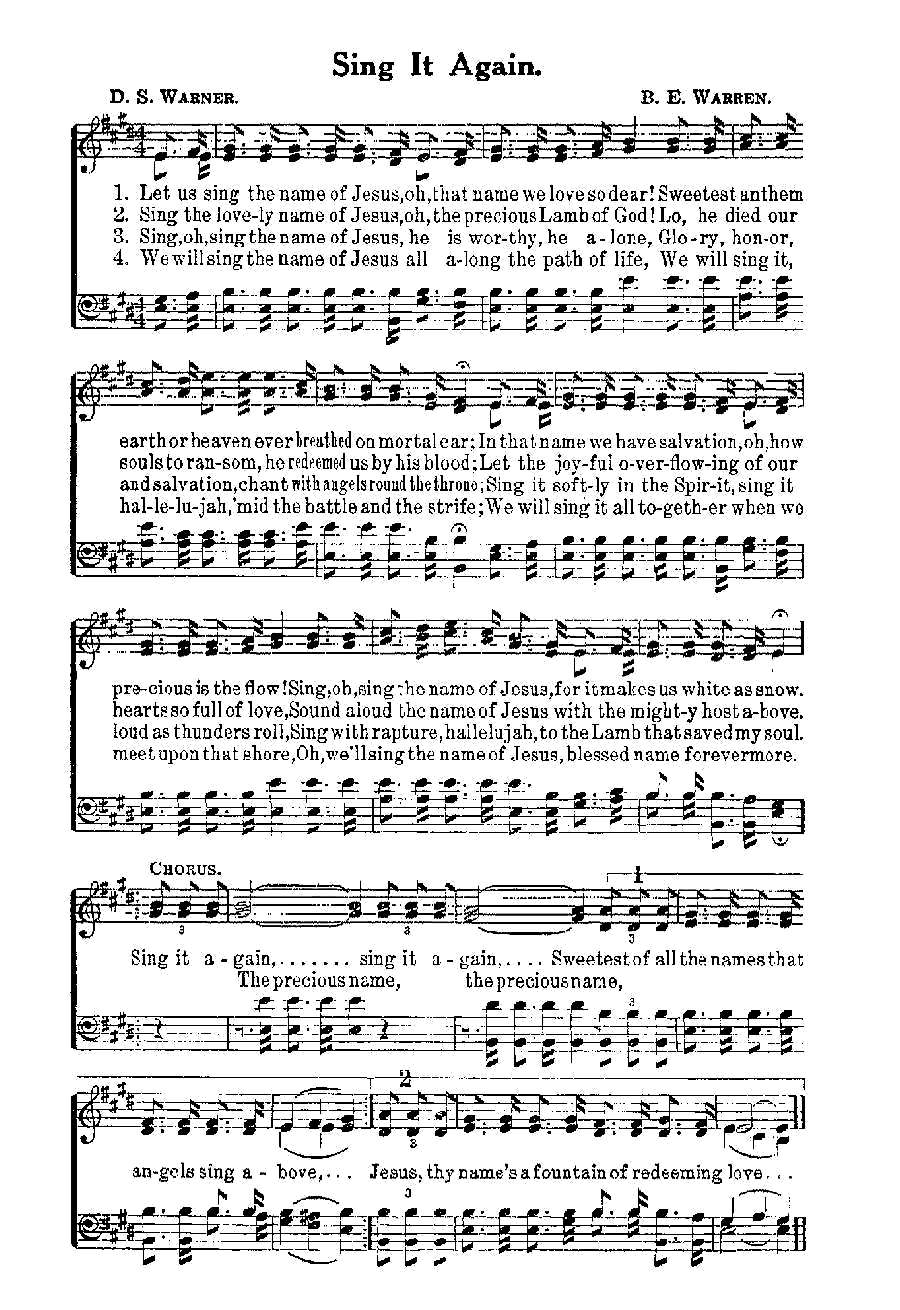 Sing It Again.
D. S. WARNER. B. E. WARREN.
1. Let us sing the name of Jesus, oh, that name we love so dear! Sweetest anthem
2. Sing the love-ly name of Jesus, oh, the precious Lamb of God! Lo, he died our
3. Sing, oh, sing the name of Jesus, he is wor-thy, he a-lone, Glo-ry, hon-or,
4. We will sing the name of Jesus all a-long the path of life, We will sing it,
earth or heaven ever breathed on mortal ear; In that name we have salvation, oh, how
souls to ran-som, he redeemed us by his blood; Let the joy-ful o-ver-flow-ing of our
and salvation, chant with angels round the throne; Sing it soft-ly in the Spir-it, sing it
hal-le-lu-jah, 'mid the battle and the strife; We will sing it all to-geth-er when we
pre-cious is the flow! Sing, oh, sing the name of Jesus, for it makes us white as snow.
hearts so full of love, Sound aloud the name of Jesus with the might-y host a-bove.
loud as thunders roll, Sing with rapture, hallelujah, to the Lamb that saved my soul.
meet upon that shore, Oh, we'll sing the name of Jesus, blessed name forevermore.
CHORUS.
1
3 3 3
Sing it a-gain,....... sing it a-gain,.... Sweetest of all the names that
The precious name, the precious name,
3
2
3
an-gels sing a-bove,... Jesus, thy name's a fountain of redeeming love...
3